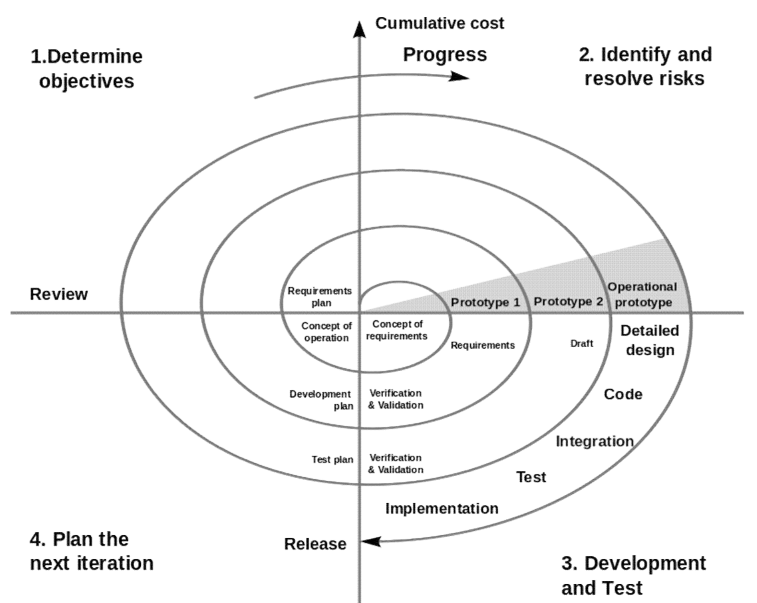 Cumulative cost
Progress
1.Determine
objectives
2. Identify and
resolve risks
Review
Requirements
plan
Concept of
operation
Concept of
requirements
Prototype 1
Prototype 2
Operational
prototype
Requirements
Draft
Detailed
design
Development
plan
Verification
& Validation
Code
Integration
Test plan
Verification
& Validation
Test
Implementation
Release
4. Plan the
next iteration
3. Development
and Test